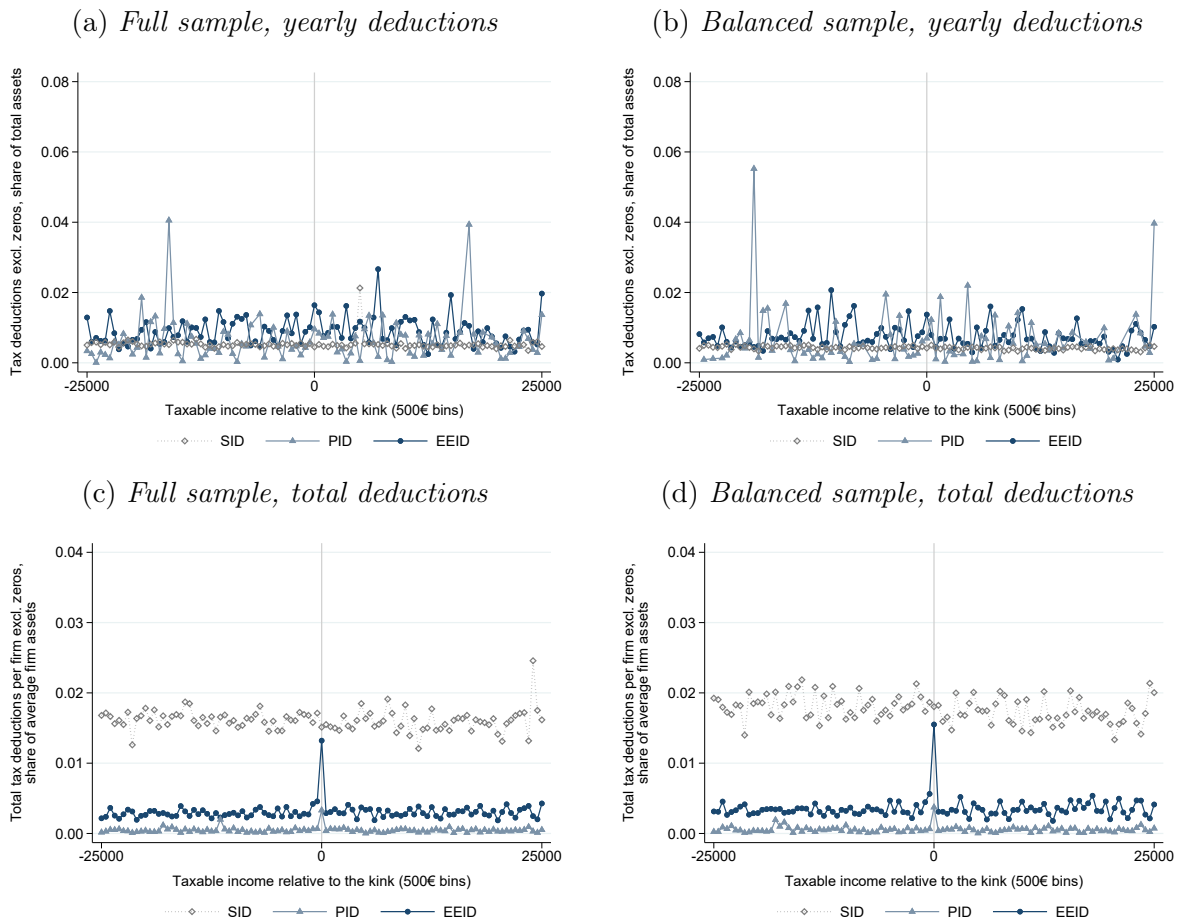 (a) Full sample, yearly deductions
Tax deductions excl. zeros, share of total assets
0.08
0.06
0.04
0.02
0.00
-25000 0 25000
Taxable income relative to the kink (500€ bins)
SID PID EEID
(b) Balanced sample, yearly deductions
Tax deductions excl. zeros, share of total assets
0.08
0.06
0.04
0.02
0.00
-25000 0 25000
Taxable income relative to the kink (500€ bins)
SID PID EEID
(c) Full sample, total deductions
Total tax deductions per firm excl. zeros,
share of average firm assets
0.04
0.03
0.02
0.01
0.00
-25000 0 25000
Taxable income relative to the kink (500€ bins)
SID PID EEID
(d) Balanced sample, total deductions
Total tax deductions per firm excl. zeros,
share of average firm assets
0.04
0.03
0.02
0.01
0.00
-25000 0 25000
Taxable income relative to the kink (500€ bins)
SID PID EEID